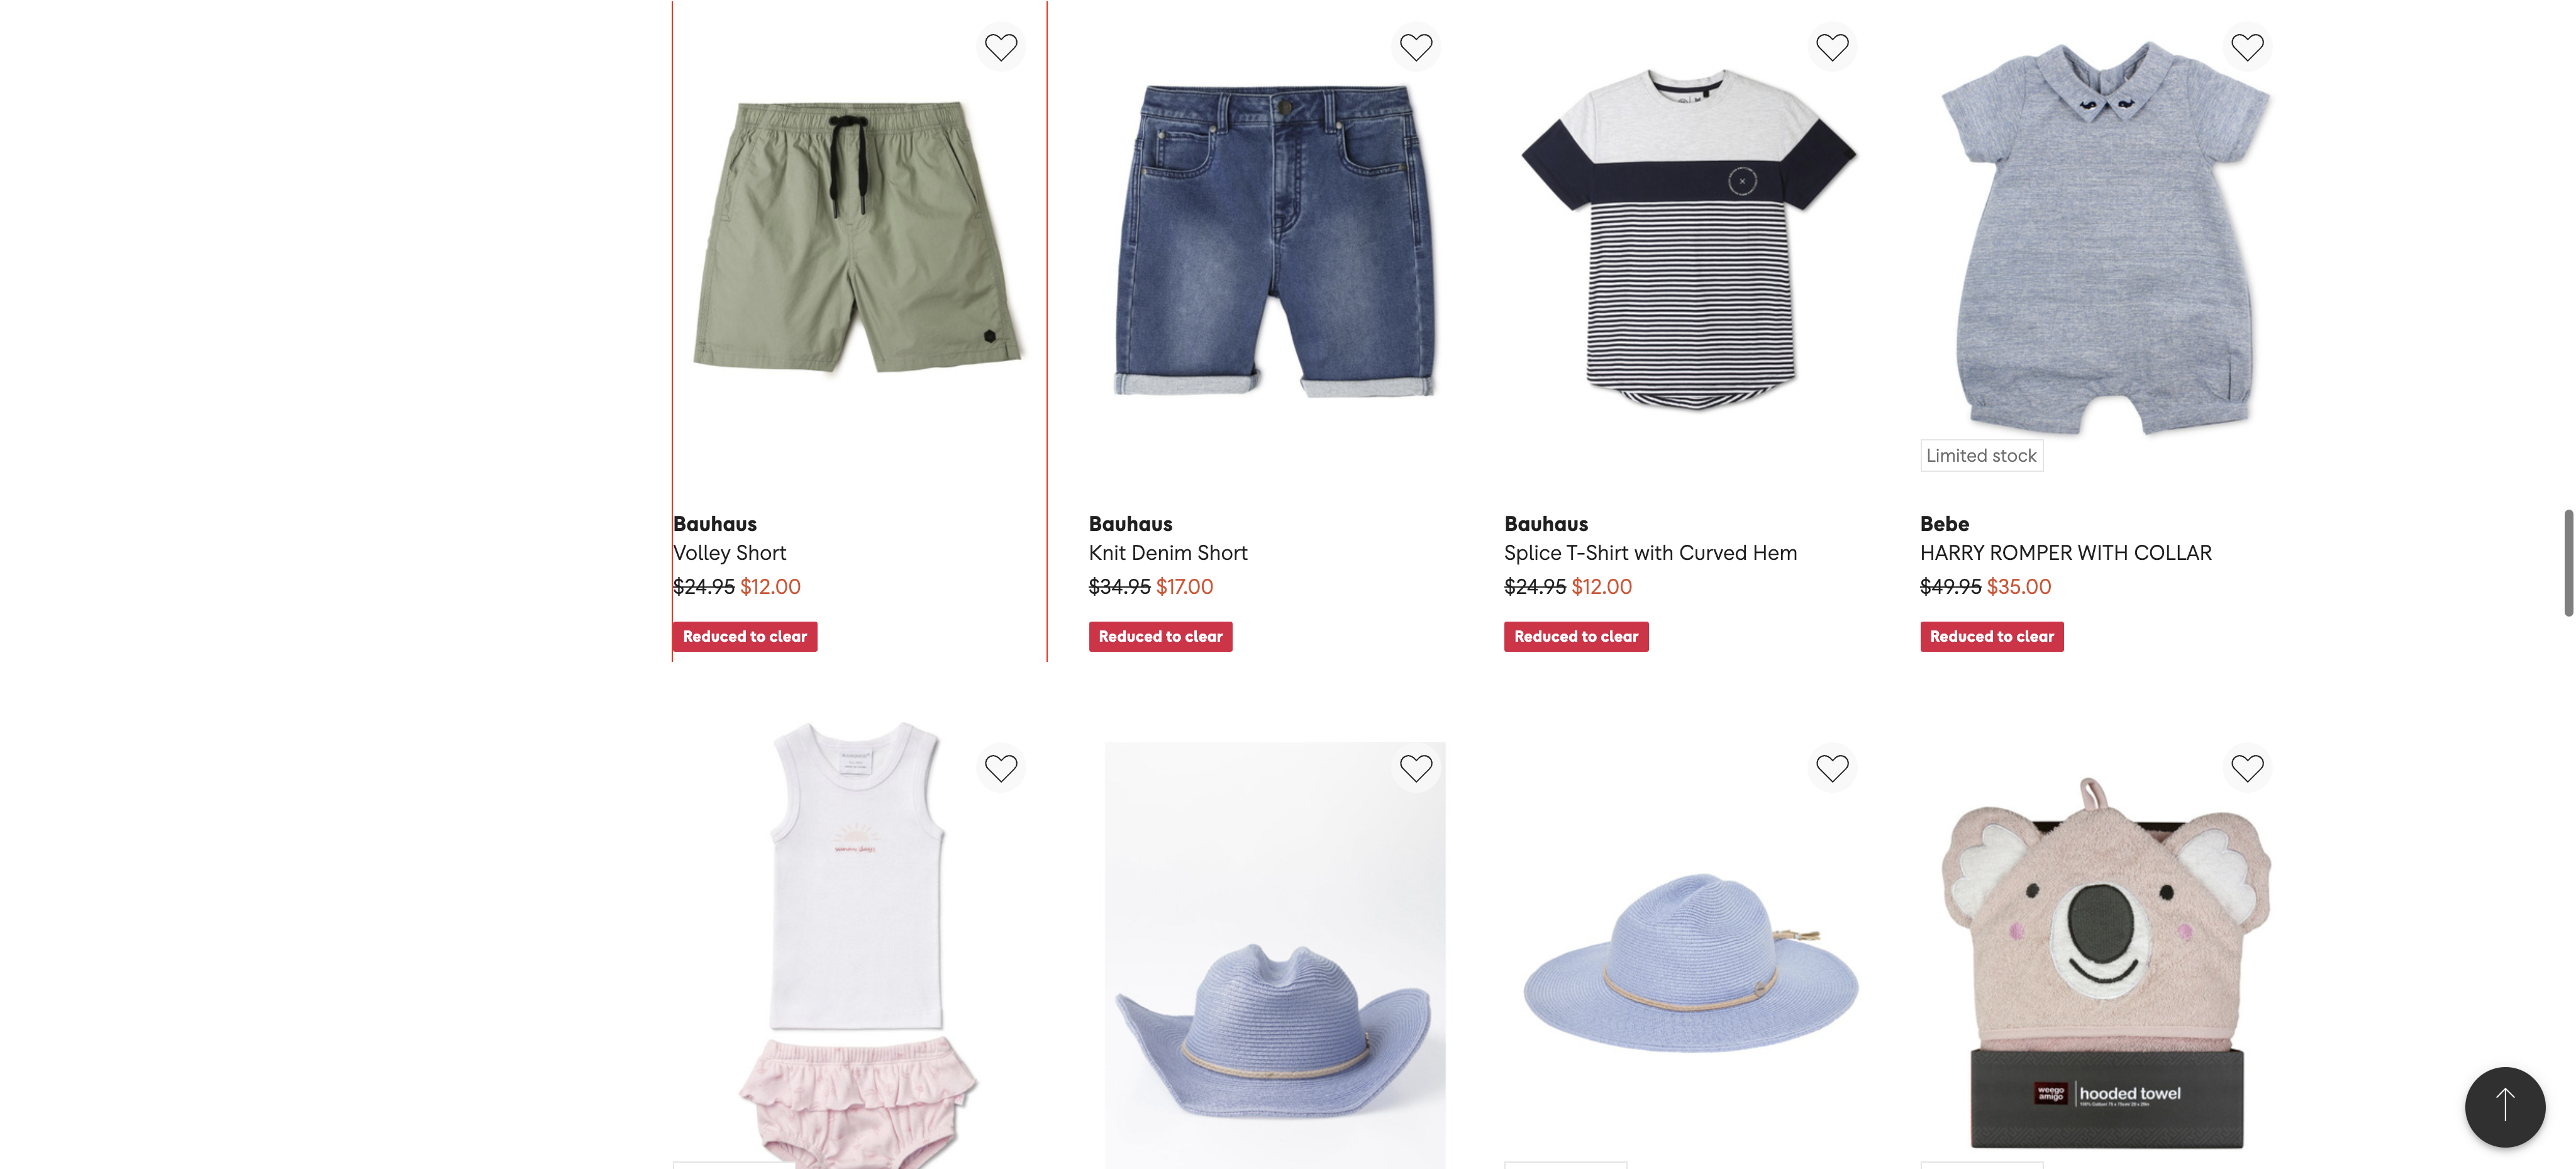 Limited stock
Bauhaus
Volley Short
$24.95 $12.00
Reduced to clear
Bauhaus
Knit Denim Short
$34.95 $17.00
Reduced to clear
Bauhaus
Splice T-Shirt with Curved Hem
$24.95 $12.00
Reduced to clear
Bebe
HARRY ROMPER WITH COLLAR
$49.95 $35.00
Reduced to clear
weego
amigo
hooded towel